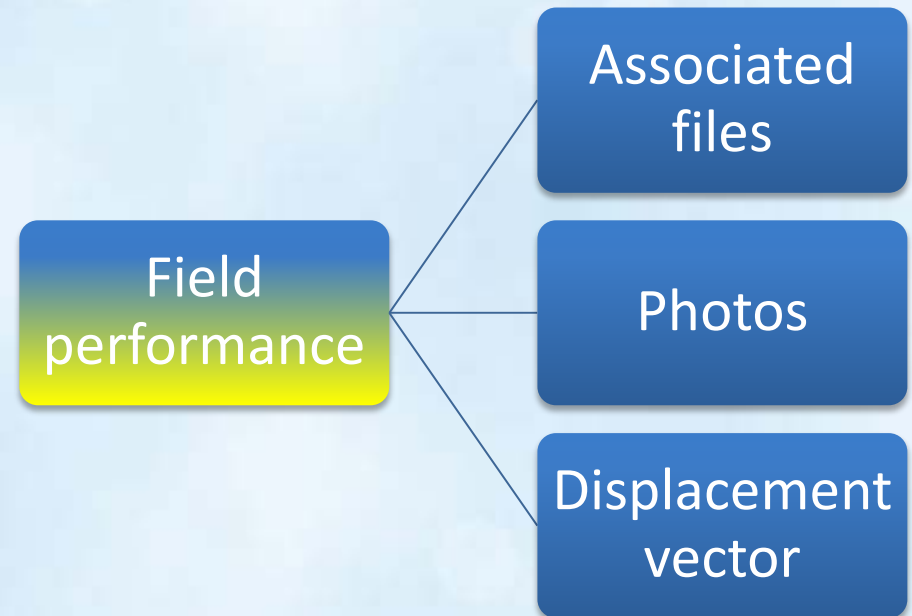 Field
performance
Associated
files
Photos
Displacement
vector